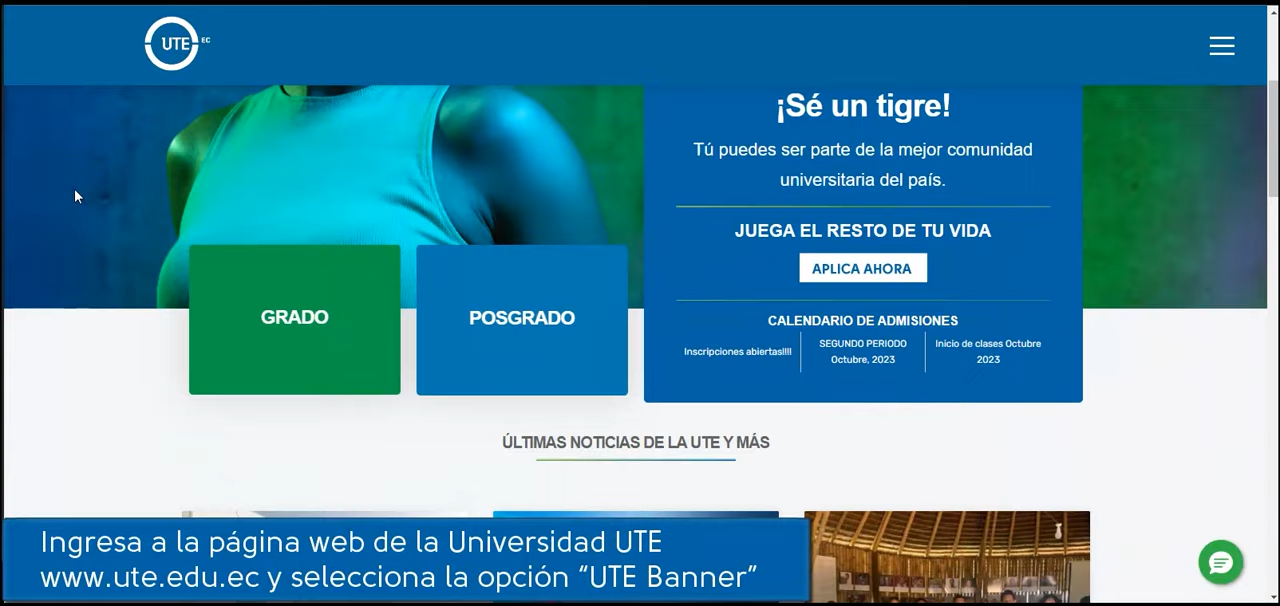 UTE EC
¡Sé un tigre!
Tú puedes ser parte de la mejor comunidad
universitaria del país.
JUEGA EL RESTO DE TU VIDA
APLICA AHORA
GRADO
POSGRADO
CALENDARIO DE ADMISIONES
Inscripciones abiertas!!!!
SEGUNDO PERIODO
Octubre, 2023
Inicio de clases Octubre
2023
ÚLTIMAS NOTICIAS DE LA UTE Y MÁS
Ingresa a la página web de la Universidad UTE
www.ute.edu.ec y selecciona la opción “UTE Banner”